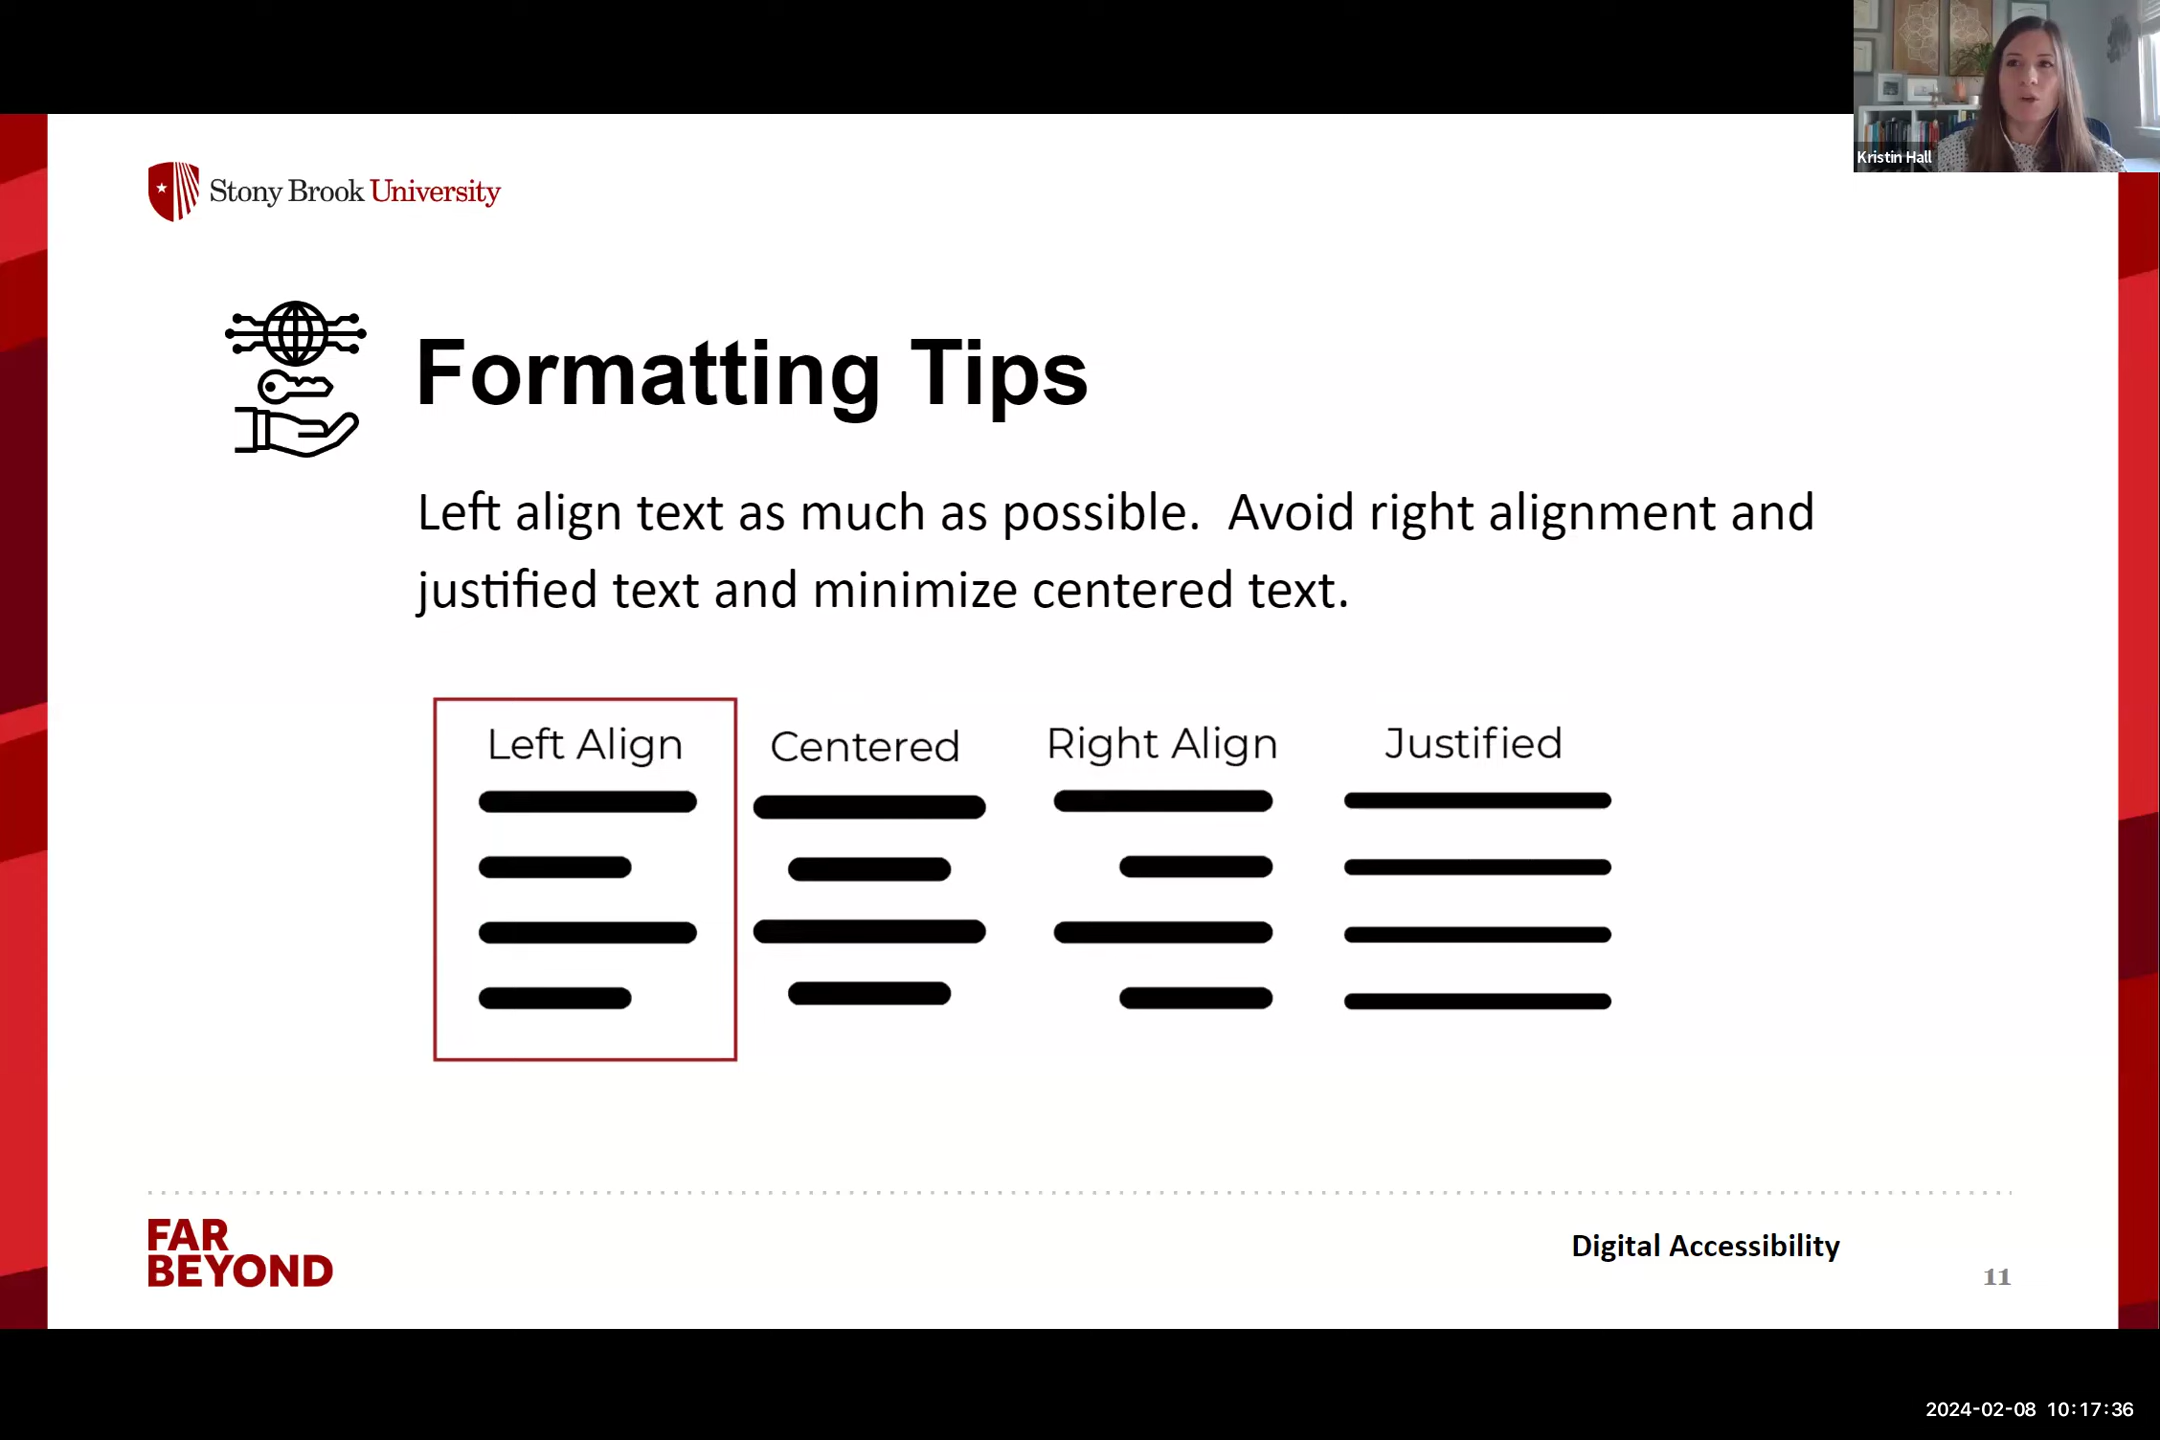 Kristin Hall
Stony Brook University
Formatting Tips
Left align text as much as possible.  Avoid right alignment and
justified text and minimize centered text.
Left Align
Centered
Right Align
Justified
FAR
BEYOND
Digital Accessibility
11
2024-02-08 10:17:36